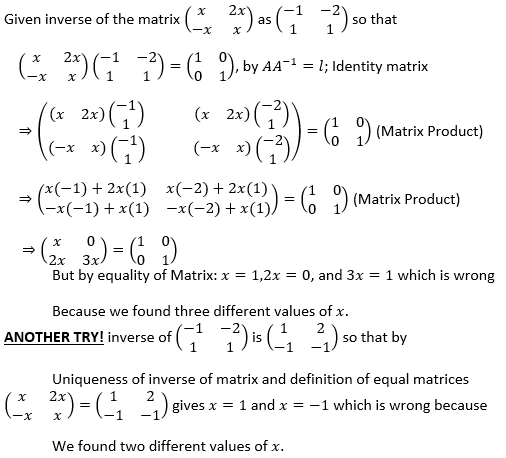 Given inverse of the matrix (x 2x; −x x) as (−1 −2; 1 1) so that
(x 2x; −x x)(−1 −2; 1 1) = (1 0; 0 1), by AA⁻¹ = I; Identity matrix
⇒ ((x 2x)(−1; 1) (x 2x)(−2; 1); (−x x)(−1; 1) (−x x)(−2; 1)) = (1 0; 0 1) (Matrix Product)
⇒ (x(−1) + 2x(1) x(−2) + 2x(1); −x(−1) + x(1) −x(−2) + x(1)) = (1 0; 0 1) (Matrix Product)
⇒ (x 0; 2x 3x) = (1 0; 0 1)
But by equality of Matrix: x = 1,2x = 0, and 3x = 1 which is wrong
Because we found three different values of x.
ANOTHER TRY! inverse of (−1 −2; 1 1) is (1 2; −1 −1) so that by
Uniqueness of inverse of matrix and definition of equal matrices
(x 2x; −x x) = (1 2; −1 −1) gives x = 1 and x = −1 which is wrong because
We found two different values of x.